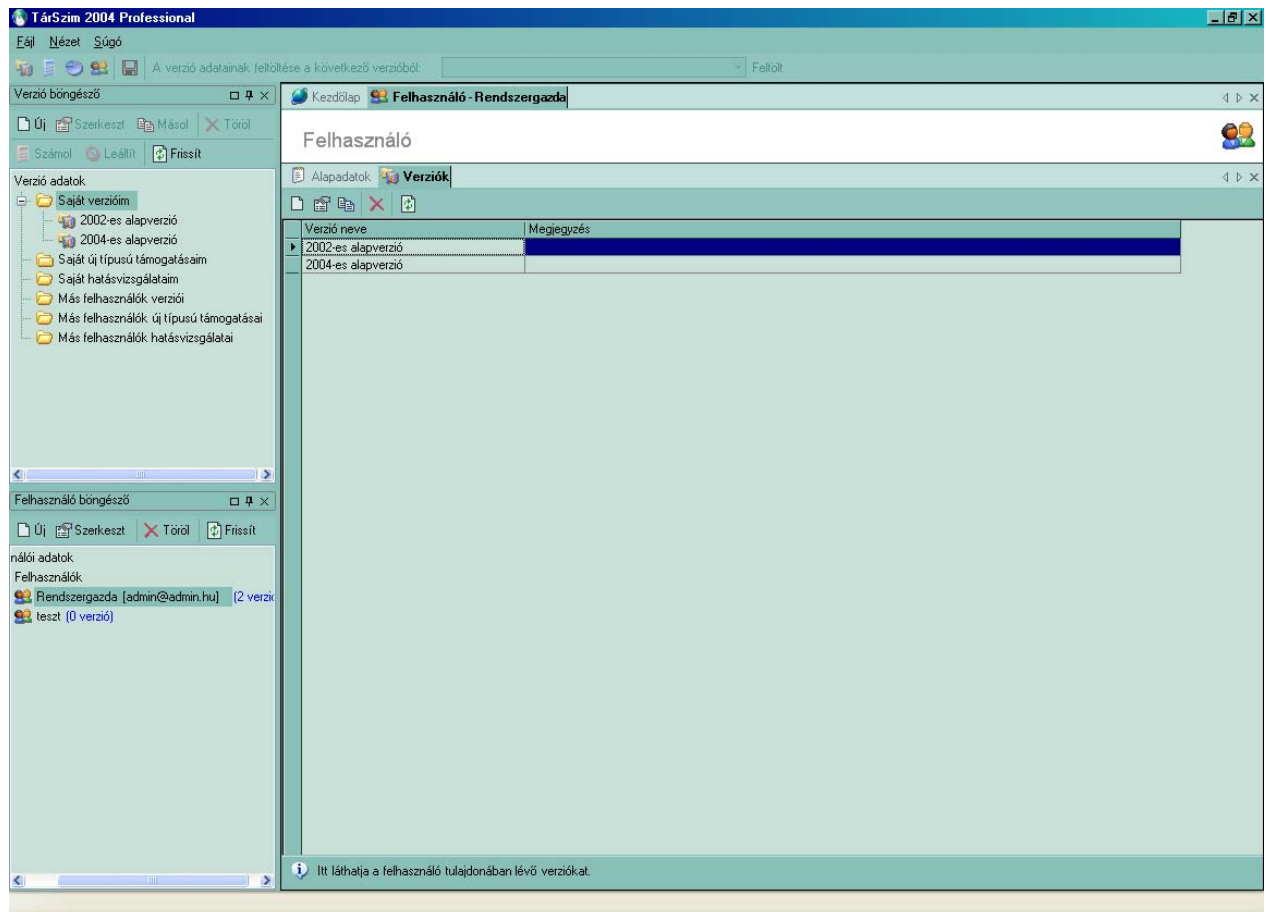 TárSzim 2004 Professional
Fájl Nézet Súgó
A verzió adatainak feltöltése a következő verzióból: Feltölt
Verzió böngésző
Új Szerkeszt Másol Töröl
Számol Leállít Frissít
Verzió adatok
Saját verzióim
2002-es alapverzió
2004-es alapverzió
Saját új típusú támogatásaim
Saját hatásvizsgálataim
Más felhasználók verziói
Más felhasználók új típusú támogatásai
Más felhasználók hatásvizsgálatai
Felhasználó böngésző
Új Szerkeszt Töröl Frissít
nálói adatok
Felhasználók
Rendszergazda [admin@admin.hu] (2 verzió
teszt (0 verzió)
Kezdőlap Felhasználó - Rendszergazda
Felhasználó
Alapadatok Verziók
Verzió neve Megjegyzés
2002-es alapverzió
2004-es alapverzió
Itt láthatja a felhasználó tulajdonában lévő verziókat.